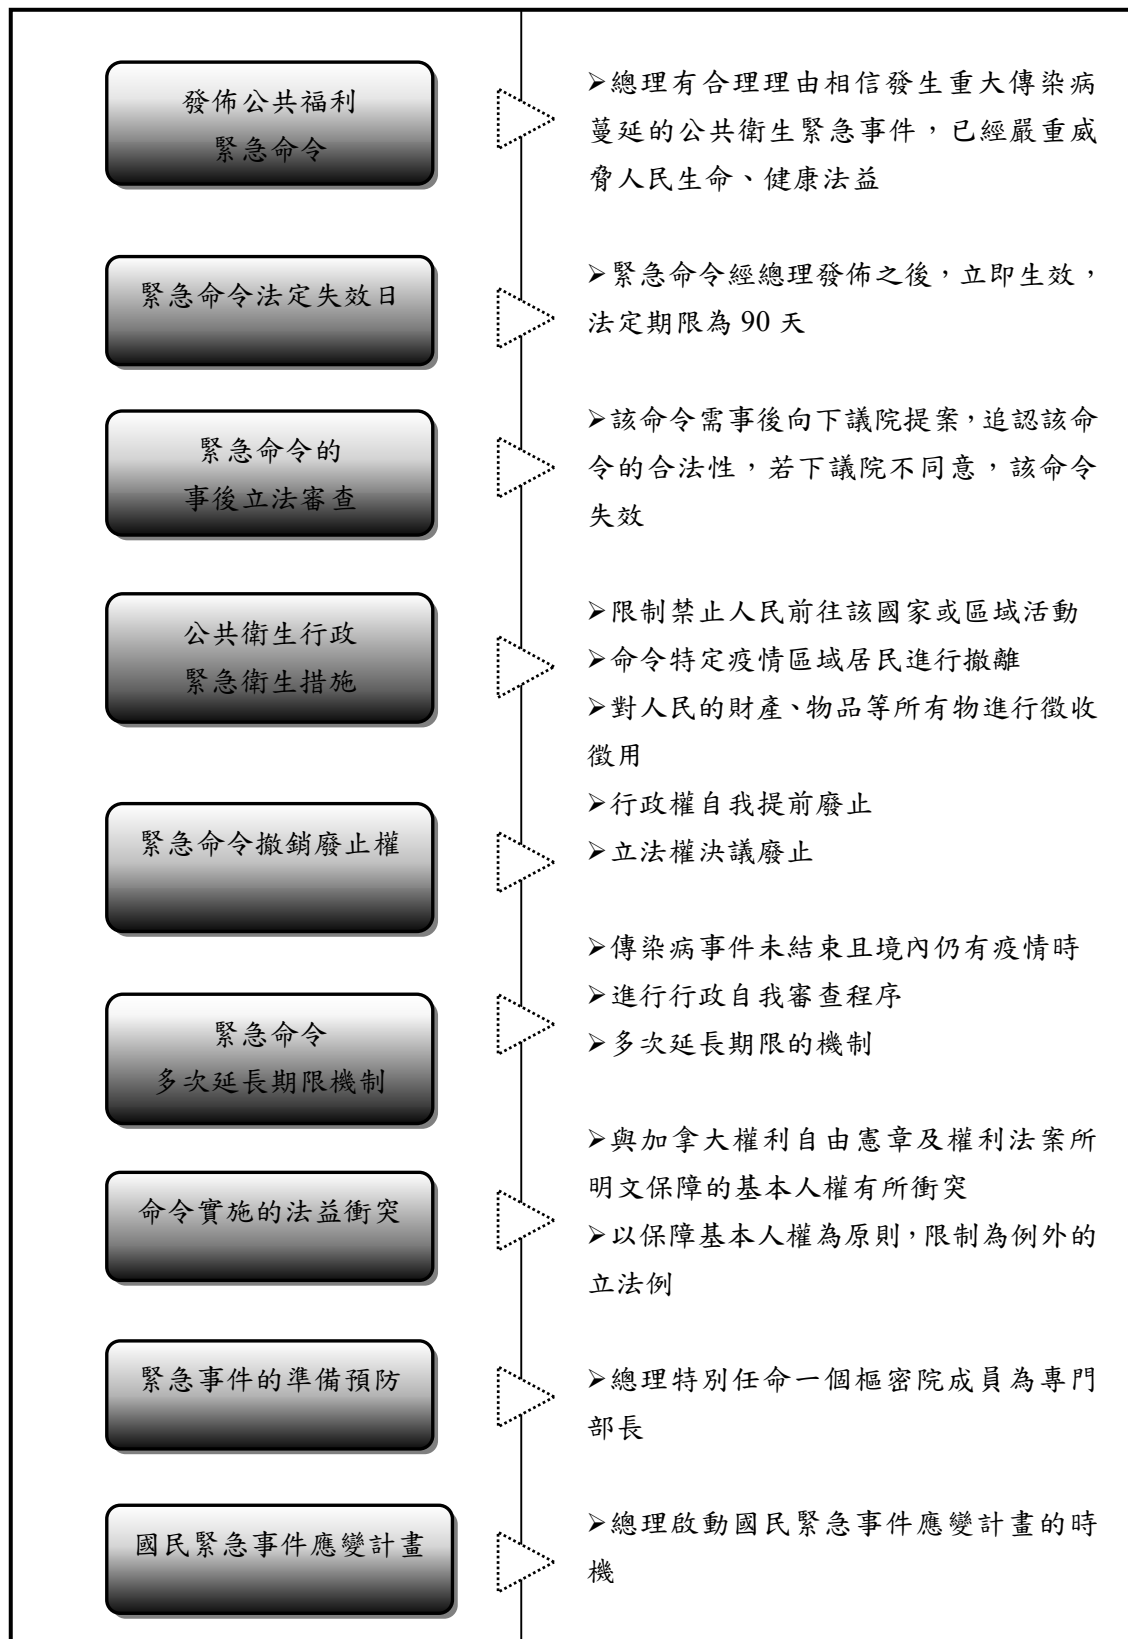 發佈公共福利
緊急命令
➢總理有合理理由相信發生重大傳染病
蔓延的公共衛生緊急事件，已經嚴重威
脅人民生命、健康法益
緊急命令法定失效日
➢緊急命令經總理發佈之後，立即生效，
法定期限為 90 天
緊急命令的
事後立法審查
➢該命令需事後向下議院提案，追認該命
令的合法性，若下議院不同意，該命令
失效
公共衛生行政
緊急衛生措施
➢限制禁止人民前往該國家或區域活動
➢命令特定疫情區域居民進行撤離
➢對人民的財產、物品等所有物進行徵收
徵用
緊急命令撤銷廢止權
➢行政權自我提前廢止
➢立法權決議廢止
緊急命令
多次延長期限機制
➢傳染病事件未結束且境內仍有疫情時
➢進行行政自我審查程序
➢多次延長期限的機制
命令實施的法益衝突
➢與加拿大權利自由憲章及權利法案所
明文保障的基本人權有所衝突
➢以保障基本人權為原則，限制為例外的
立法例
緊急事件的準備預防
➢總理特別任命一個樞密院成員為專門
部長
國民緊急事件應變計畫
➢總理啟動國民緊急事件應變計畫的時
機